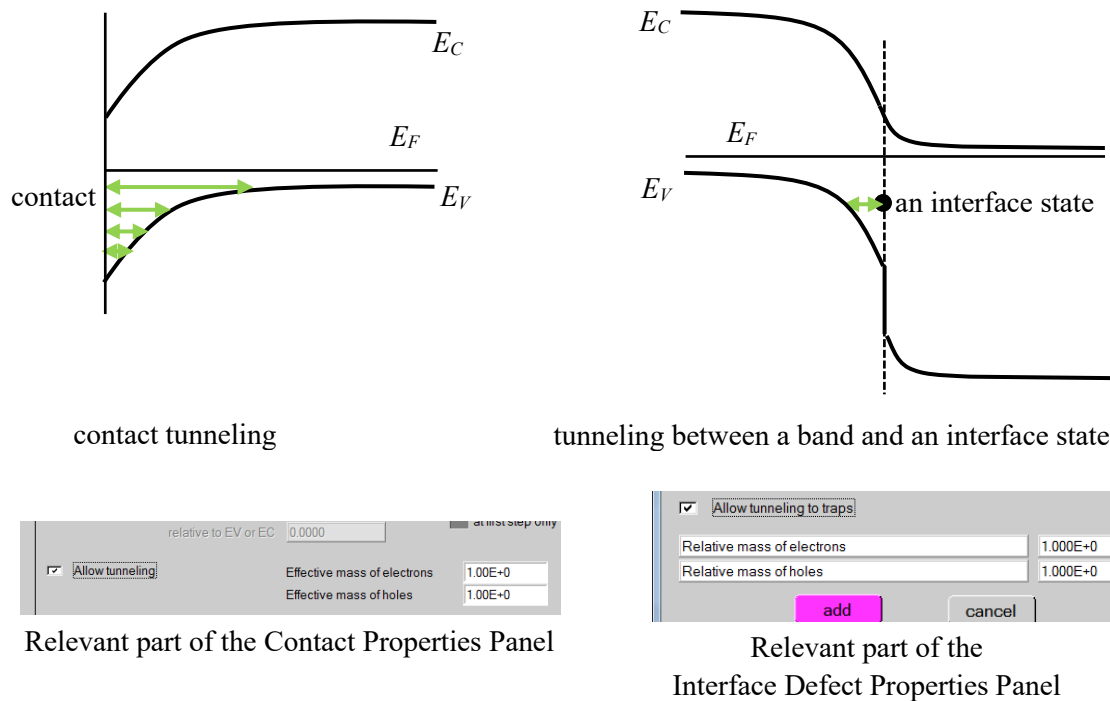 E_C
E_F
contact
E_V
contact tunneling
E_C
E_F
E_V
an interface state
tunneling between a band and an interface state
relative to EV or EC 0.0000 at first step only
Allow tunneling Effective mass of electrons 1.00E+0
Effective mass of holes 1.00E+0
Relevant part of the Contact Properties Panel
Allow tunneling to traps
Relative mass of electrons 1.000E+0
Relative mass of holes 1.000E+0
add cancel
Relevant part of the
Interface Defect Properties Panel